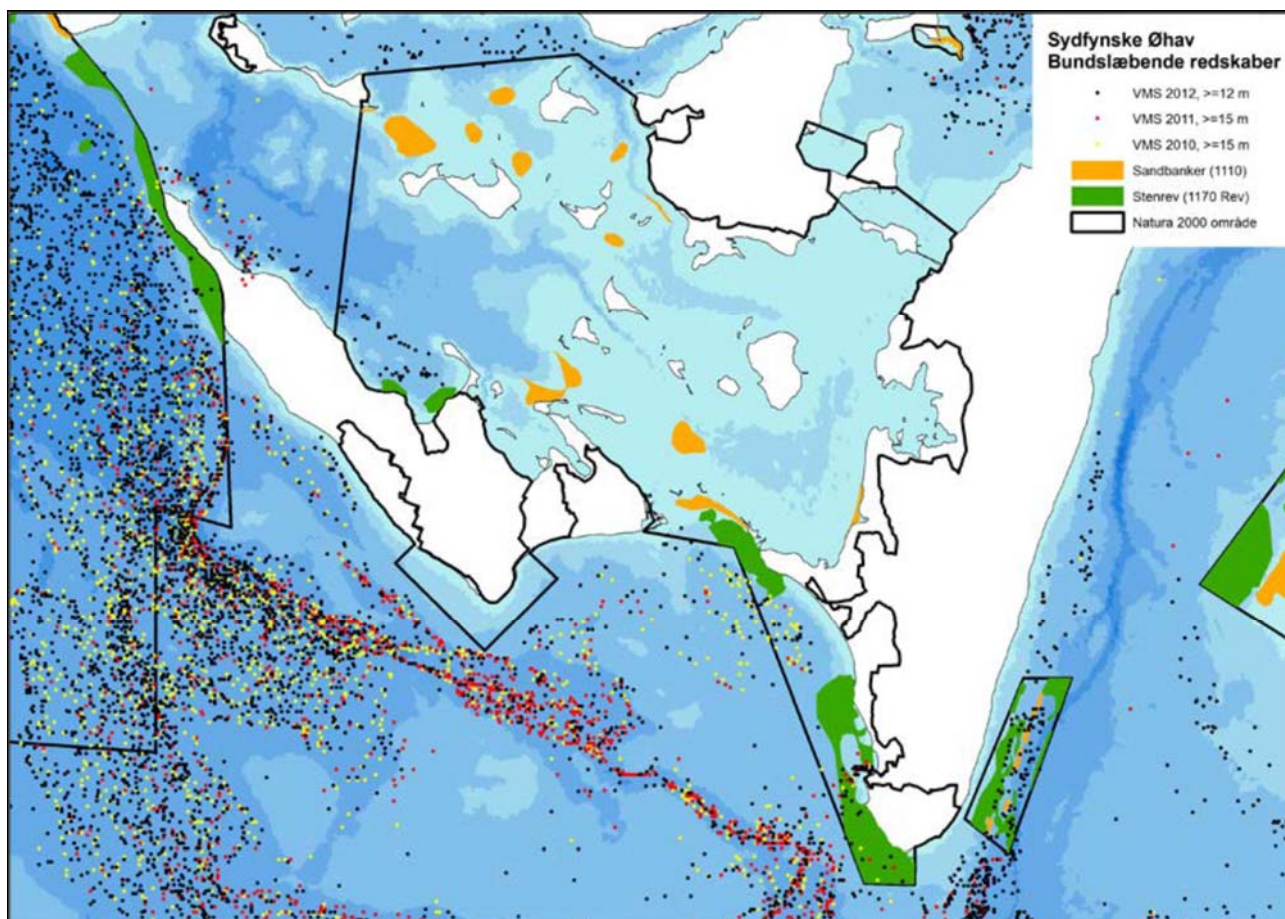 Sydfynske Øhav
Bundslæbende redskaber
VMS 2012, >=12 m
VMS 2011, >=15 m
VMS 2010, >=15 m
Sandbanker (1110)
Stenrev (1170 Rev)
Natura 2000 område